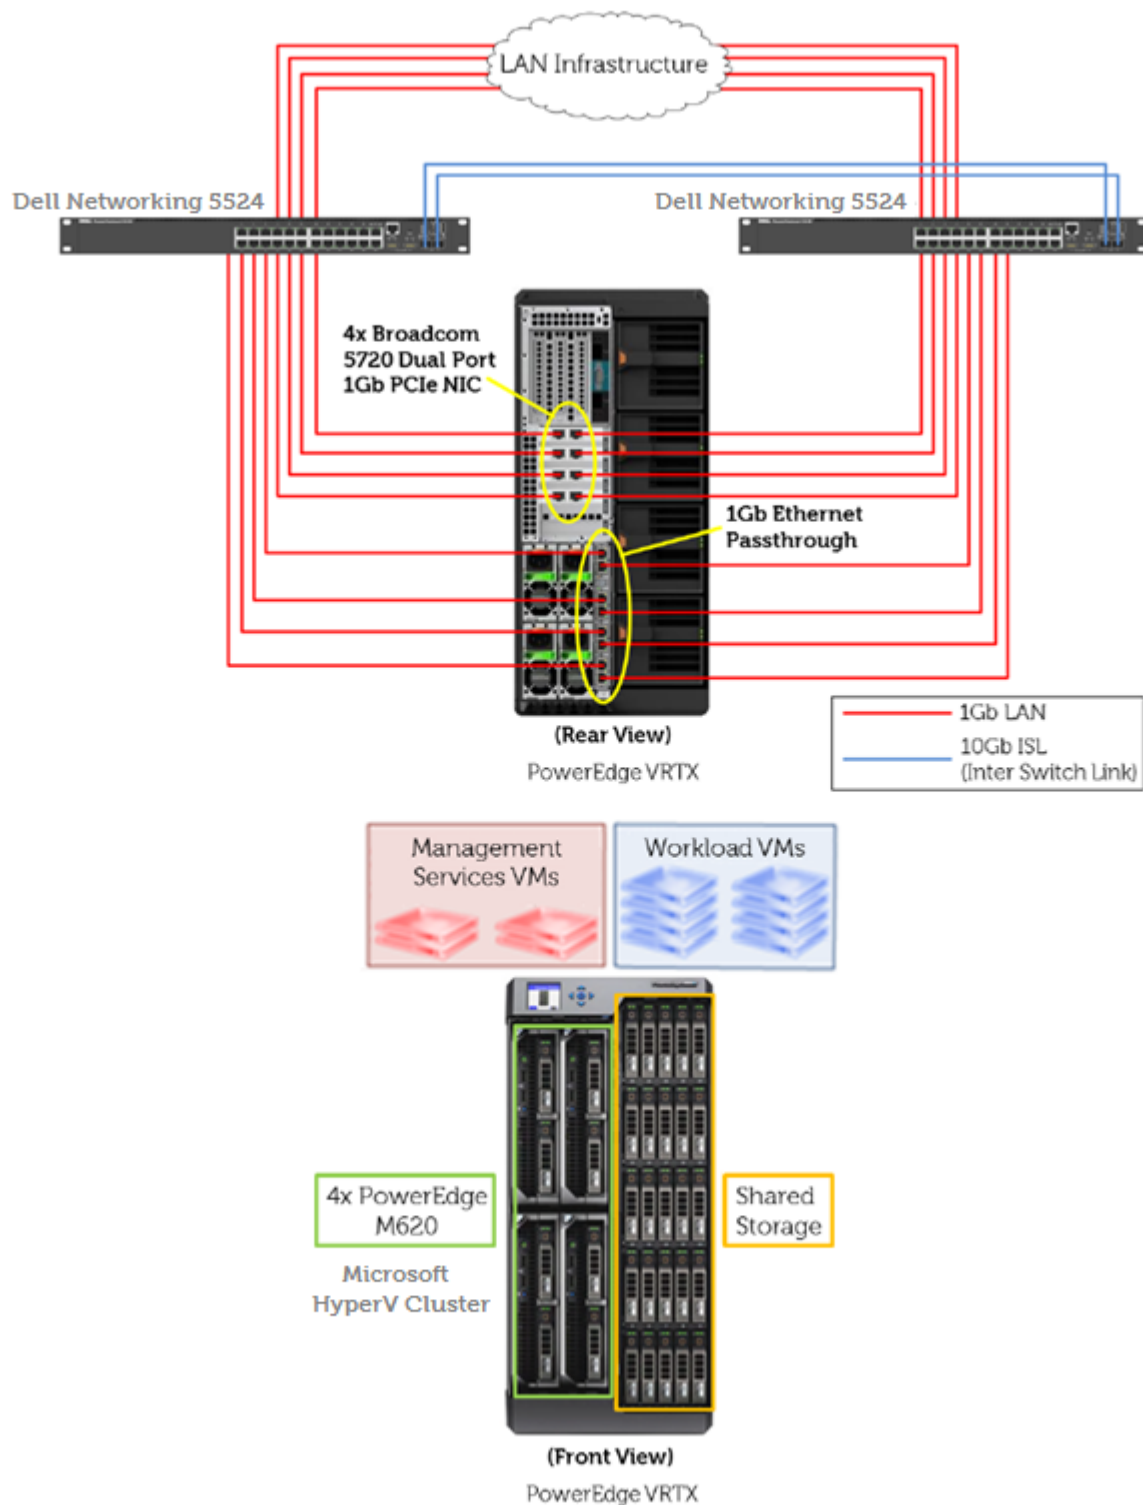 LAN Infrastructure
Dell Networking 5524
Dell Networking 5524
4x Broadcom
5720 Dual Port
1Gb PCIe NIC
1Gb Ethernet
Passthrough
(Rear View)
PowerEdge VRTX
1Gb LAN
10Gb ISL
(Inter Switch Link)
Management
Services VMs
Workload VMs
4x PowerEdge
M620
Microsoft
HyperV Cluster
Shared
Storage
(Front View)
PowerEdge VRTX